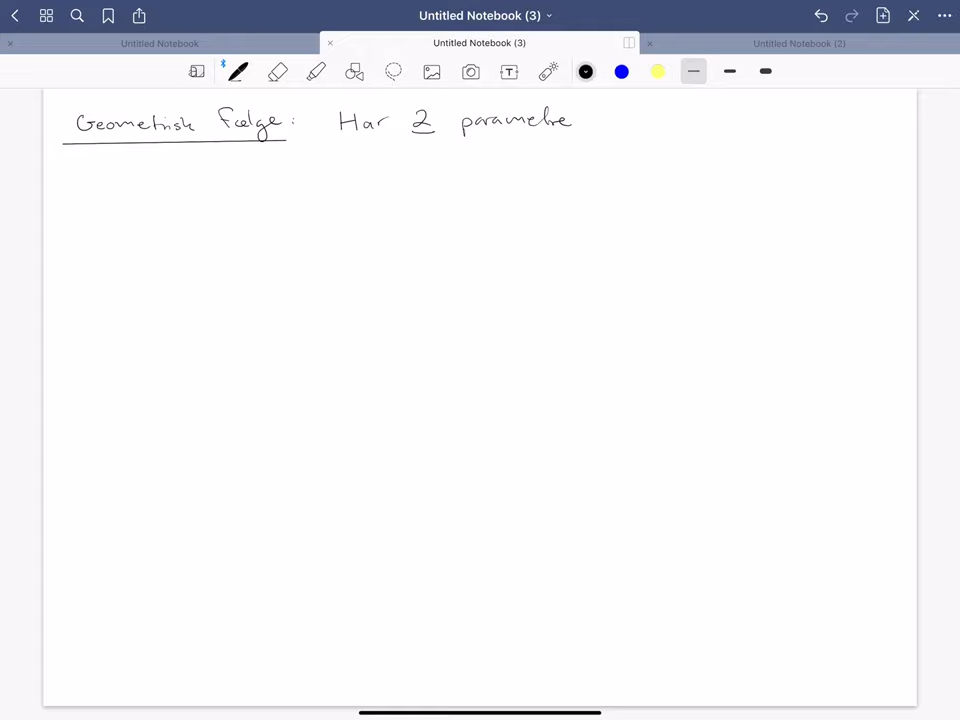 Untitled Notebook (3)
Untitled Notebook
Untitled Notebook (3)
Untitled Notebook (2)
T
Geometrisk Følge: Har 2 parametre